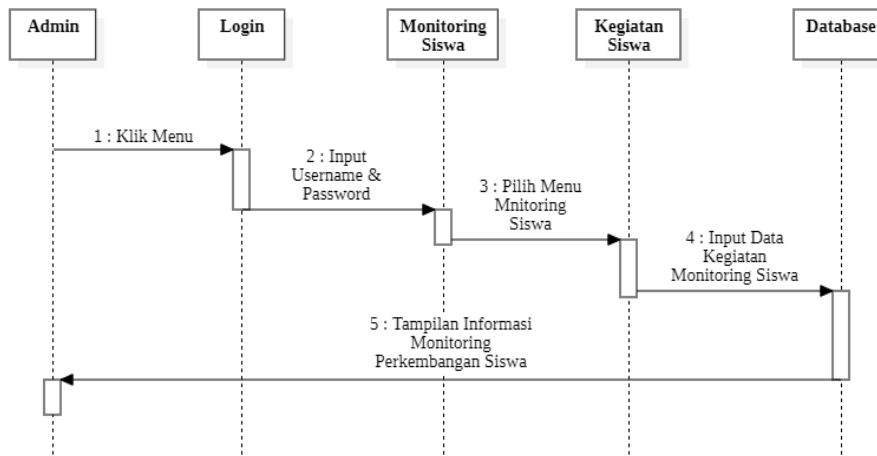 Admin
Login
Monitoring
Siswa
Kegiatan
Siswa
Database
1 : Klik Menu
2 : Input
Username &
Password
3 : Pilih Menu
Mnitoring
Siswa
4 : Input Data
Kegiatan
Monitoring Siswa
5 : Tampilan Informasi
Monitoring
Perkembangan Siswa